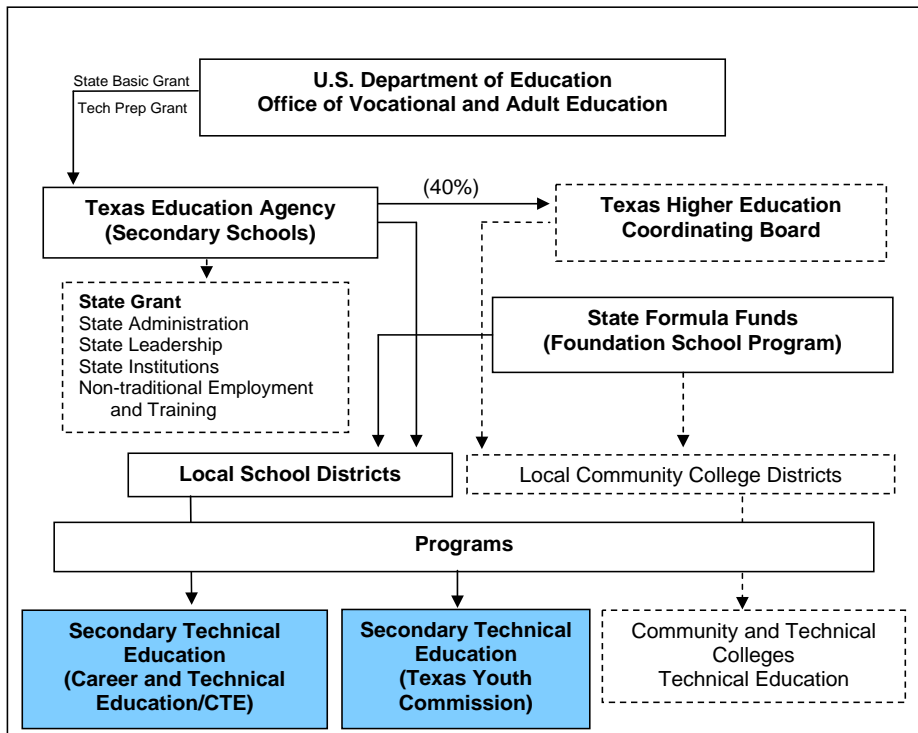 U.S. Department of Education
Office of Vocational and Adult Education
State Basic Grant
Tech Prep Grant
(40%)
Texas Education Agency
(Secondary Schools)
Texas Higher Education
Coordinating Board
State Grant
State Administration
State Leadership
State Institutions
Non-traditional Employment
and Training
State Formula Funds
(Foundation School Program)
Local School Districts
Local Community College Districts
Programs
Secondary Technical
Education
(Career and Technical
Education/CTE)
Secondary Technical
Education
(Texas Youth
Commission)
Community and Technical
Colleges
Technical Education